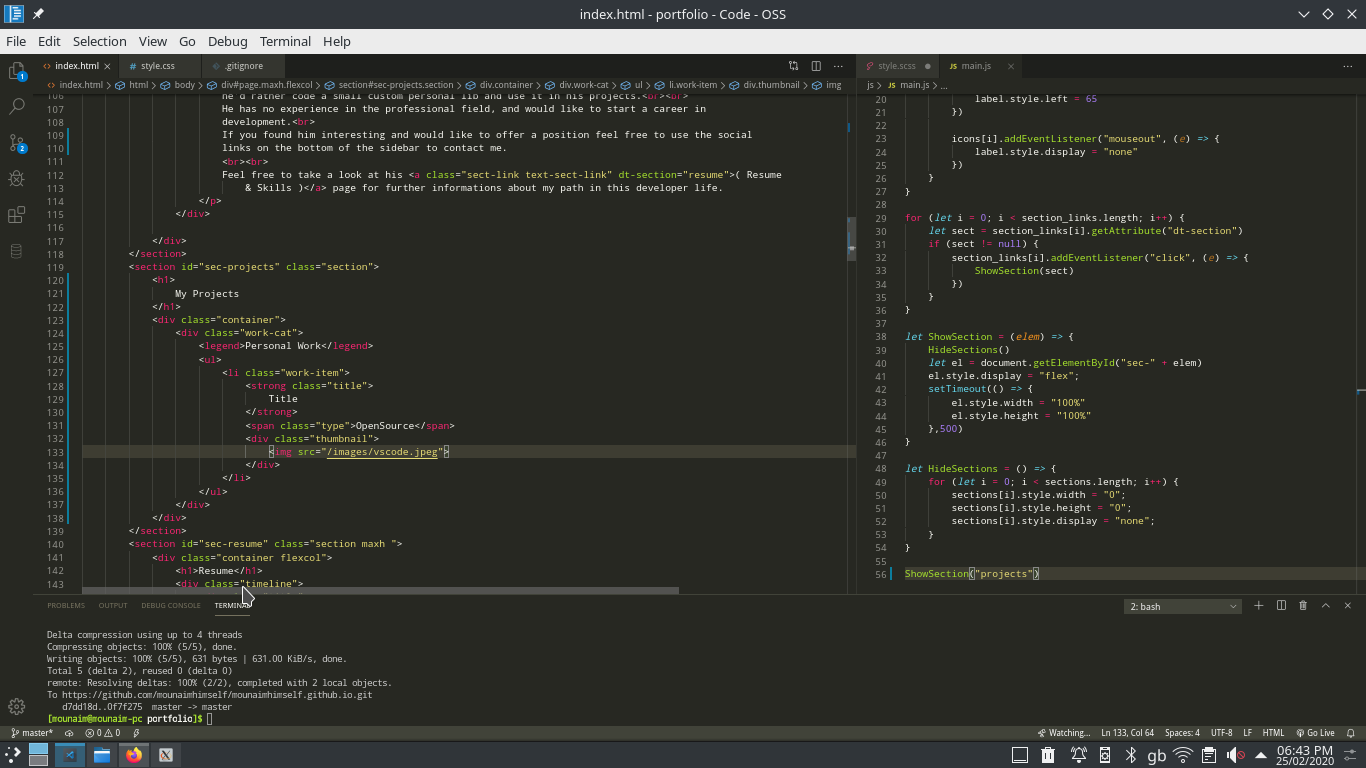 index.html - portfolio - Code - OSS
File Edit Selection View Go Debug Terminal Help
index.html style.css .gitignore
index.html > html > body > div#page.maxh.flexcol > section#sec-projects.section > div.container > div.work-cat > ul > li.work-item > div.thumbnail > img
106 He'd rather code a small custom personal lib and use it in his projects.<br><br>
107 He has no experience in the professional field, and would like to start a career in
108 development.<br>
109 If you found him interesting and would like to offer a position feel free to use the social
110 links on the bottom of the sidebar to contact me.
111 <br><br>
112 Feel free to take a look at his <a class="sect-link text-sect-link" dt-section="resume">( Resume
113 & Skills )</a> page for further informations about my path in this developer life.
114 </p>
115 </div>
116
117 </div>
118 </section>
119 <section id="sec-projects" class="section">
120 <h1>
121 My Projects
122 </h1>
123 <div class="container">
124 <div class="work-cat">
125 <legend>Personal Work</legend>
126 <ul>
127 <li class="work-item">
128 <strong class="title">
129 Title
130 </strong>
131 <span class="type">OpenSource</span>
132 <div class="thumbnail">
133 <img src="/images/vscode.jpeg">
134 </div>
135 </li>
136 </ul>
137 </div>
138 </div>
139 </section>
140 <section id="sec-resume" class="section maxh ">
141 <div class="container flexcol">
142 <h1>Resume</h1>
143 <div class="timeline">
style.scss main.js
js > main.js > ...
20 label.style.left = 65
21 })
22
23 icons[i].addEventListener("mouseout", (e) => {
24 label.style.display = "none"
25 })
26 }
27 }
28
29 for (let i = 0; i < section_links.length; i++) {
30 let sect = section_links[i].getAttribute("dt-section")
31 if (sect != null) {
32 section_links[i].addEventListener("click", (e) => {
33 ShowSection(sect)
34 })
35 }
36 }
37
38 let ShowSection = (elem) => {
39 HideSections()
40 let el = document.getElementById("sec-" + elem)
41 el.style.display = "flex";
42 setTimeout(() => {
43 el.style.width = "100%"
44 el.style.height = "100%"
45 },500)
46 }
47
48 let HideSections = () => {
49 for (let i = 0; i < sections.length; i++) {
50 sections[i].style.width = "0";
51 sections[i].style.height = "0";
52 sections[i].style.display = "none";
53 }
54 }
55
56 ShowSection("projects")
PROBLEMS OUTPUT DEBUG CONSOLE TERMINAL 2: bash
Delta compression using up to 4 threads
Compressing objects: 100% (5/5), done.
Writing objects: 100% (5/5), 631 bytes | 631.00 KiB/s, done.
Total 5 (delta 2), reused 0 (delta 0)
remote: Resolving deltas: 100% (2/2), completed with 2 local objects.
To https://github.com/mounaimhimself/mounaimhimself.github.io.git
d7dd18d..0f7f275 master -> master
[mounaim@mounaim-pc portfolio]$
master* 0 0 Watching... Ln 133, Col 64 Spaces: 4 UTF-8 LF HTML Go Live
gb 06:43 PM
25/02/2020
1
2